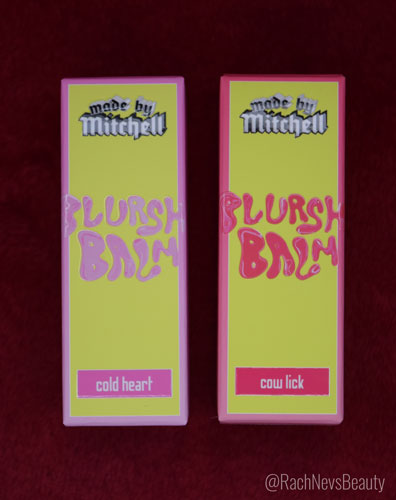 made by
Mitchell
BLURSH
BALM
cold heart
made by
Mitchell
BLURSH
BALM
cow lick
@RachNevsBeauty